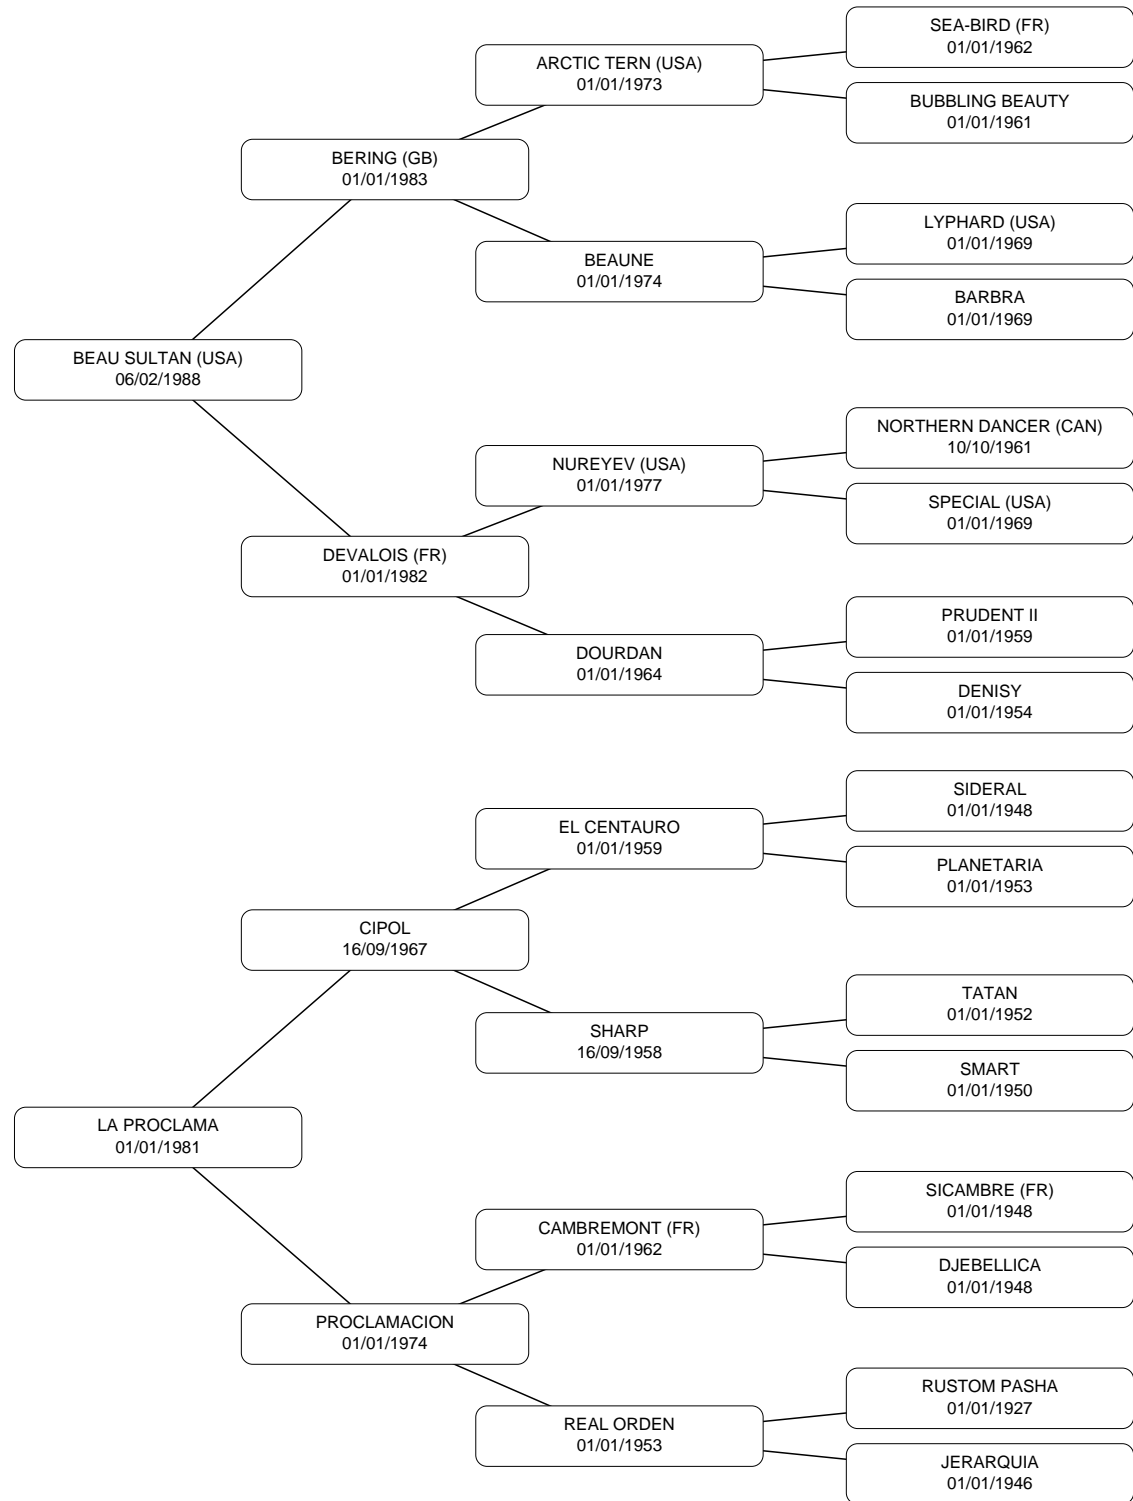 SEA-BIRD (FR)
01/01/1962
ARCTIC TERN (USA)
01/01/1973
BUBBLING BEAUTY
01/01/1961
BERING (GB)
01/01/1983
LYPHARD (USA)
01/01/1969
BEAUNE
01/01/1974
BARBRA
01/01/1969
BEAU SULTAN (USA)
06/02/1988
NORTHERN DANCER (CAN)
10/10/1961
NUREYEV (USA)
01/01/1977
SPECIAL (USA)
01/01/1969
DEVALOIS (FR)
01/01/1982
PRUDENT II
01/01/1959
DOURDAN
01/01/1964
DENISY
01/01/1954
SIDERAL
01/01/1948
EL CENTAURO
01/01/1959
PLANETARIA
01/01/1953
CIPOL
16/09/1967
TATAN
01/01/1952
SHARP
16/09/1958
SMART
01/01/1950
LA PROCLAMA
01/01/1981
SICAMBRE (FR)
01/01/1948
CAMBREMONT (FR)
01/01/1962
DJEBELLICA
01/01/1948
PROCLAMACION
01/01/1974
RUSTOM PASHA
01/01/1927
REAL ORDEN
01/01/1953
JERARQUIA
01/01/1946